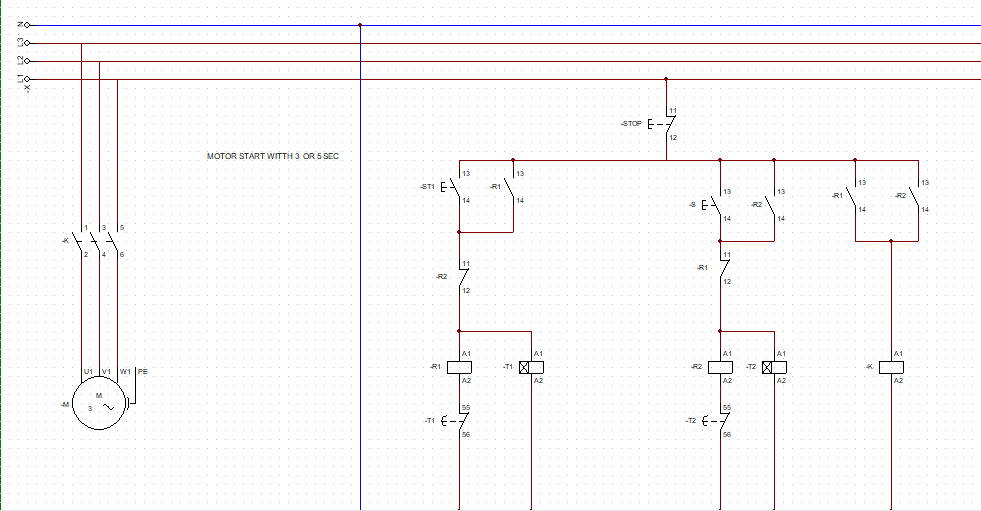 N
L3
L2
L1
-X
11
-STOP
12
MOTOR START WITTH 3 OR 5 SEC
13
-ST1
14
13
-R1
14
13
-S
14
13
-R2
14
13
-R1
14
13
-R2
14
1
3
5
-K
2
4
6
11
-R2
12
11
-R1
12
A1
-R1
A2
A1
-T1
A2
A1
-R2
A2
A1
-T2
A2
A1
-K
A2
U1
V1
W1
PE
M
3
-M
55
-T1
56
55
-T2
56